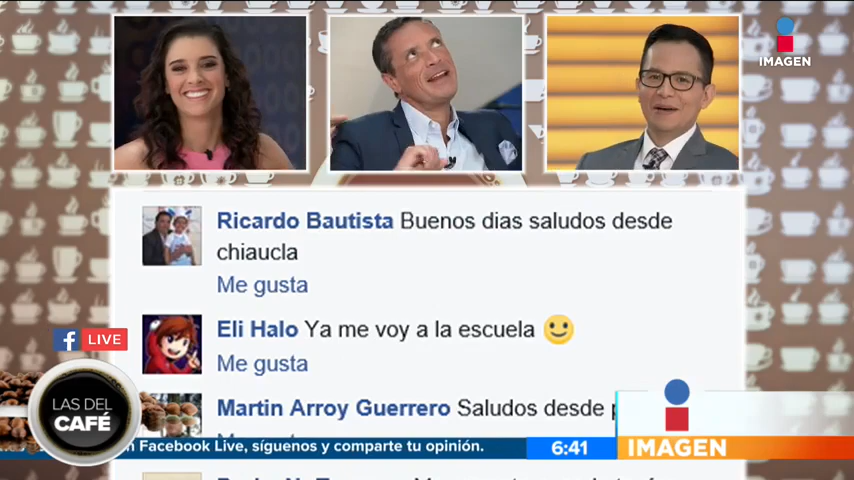 IMAGEN
Ricardo Bautista Buenos dias saludos desde
chiaucla
Me gusta
Eli Halo Ya me voy a la escuela
Me gusta
f LIVE
Martin Arroy Guerrero Saludos desde
LAS DEL
CAFÉ
Facebook Live, síguenos y comparte tu opinión.
6:41
IMAGEN